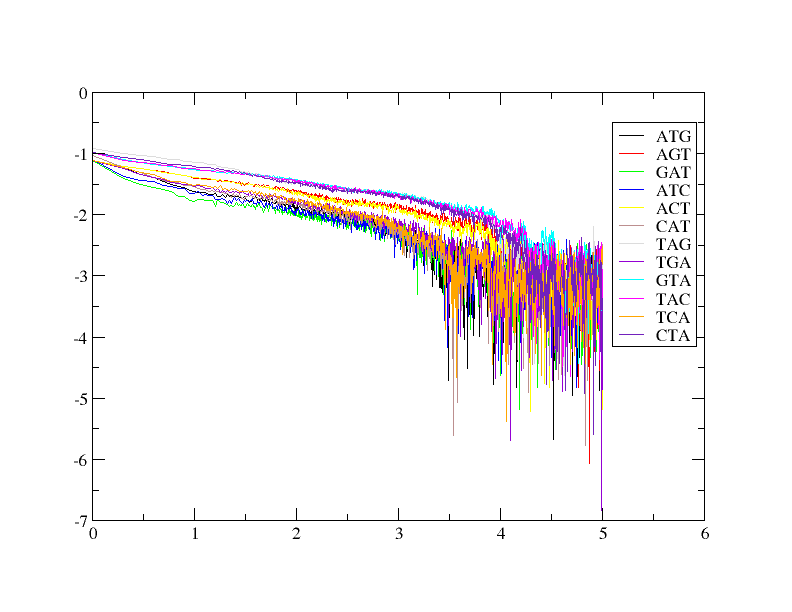 0
-1
-2
-3
-4
-5
-6
-7
0 1 2 3 4 5 6
ATG
AGT
GAT
ATC
ACT
CAT
TAG
TGA
GTA
TAC
TCA
CTA